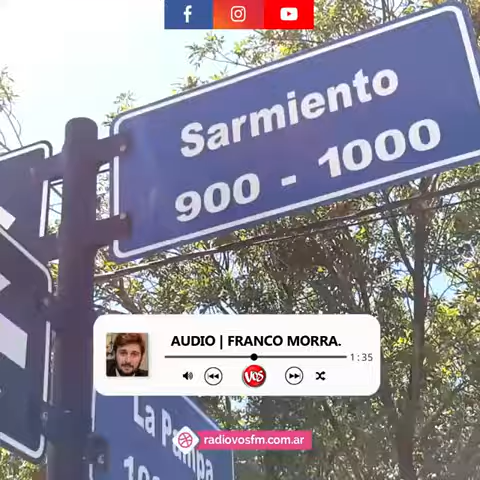 Sarmiento
900 - 1000
AUDIO | FRANCO MORRA.
1:35
VOS
La Pampa
radiovosfm.com.ar